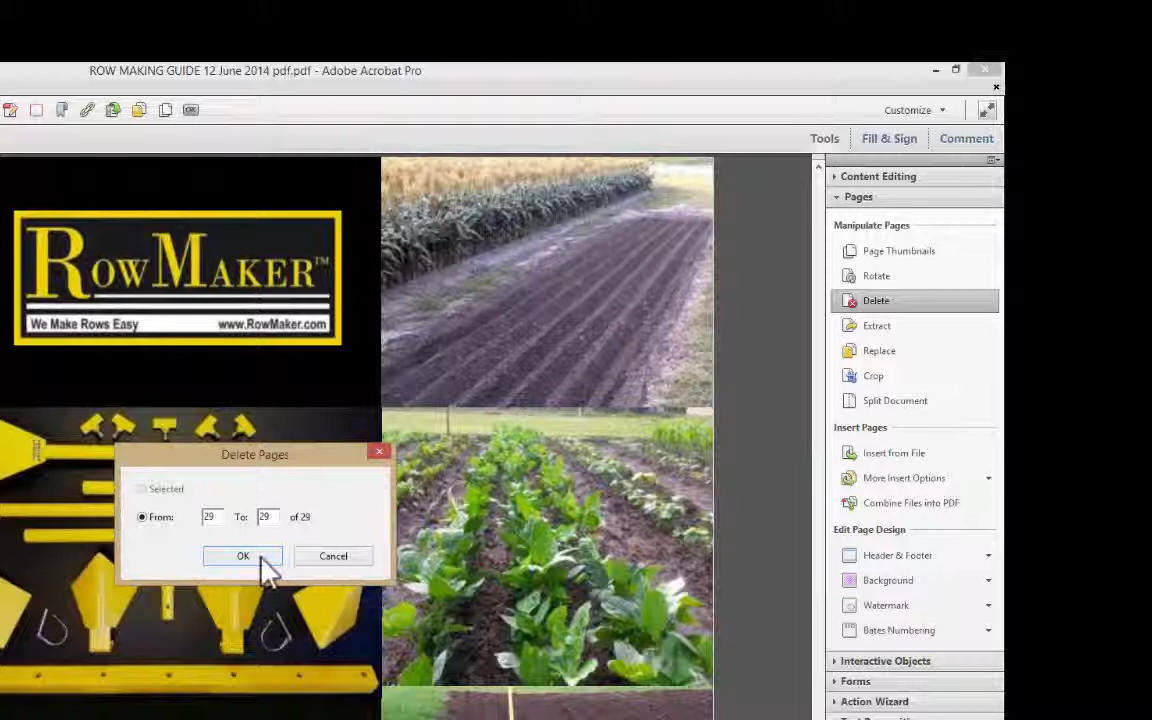 ROW MAKING GUIDE 12 June 2014 pdf.pdf - Adobe Acrobat Pro
OK
Customize
Tools
Fill & Sign
Comment
Content Editing
Pages
Manipulate Pages
Page Thumbnails
Rotate
Delete
Extract
Replace
Crop
Split Document
Insert Pages
Insert from File
More Insert Options
Combine Files into PDF
Edit Page Design
Header & Footer
Background
Watermark
Bates Numbering
Interactive Objects
Forms
Action Wizard
ROWMAKER™
We Make Rows Easy www.RowMaker.com
Delete Pages
Selected
From: 29 To: 29 of 29
OK Cancel